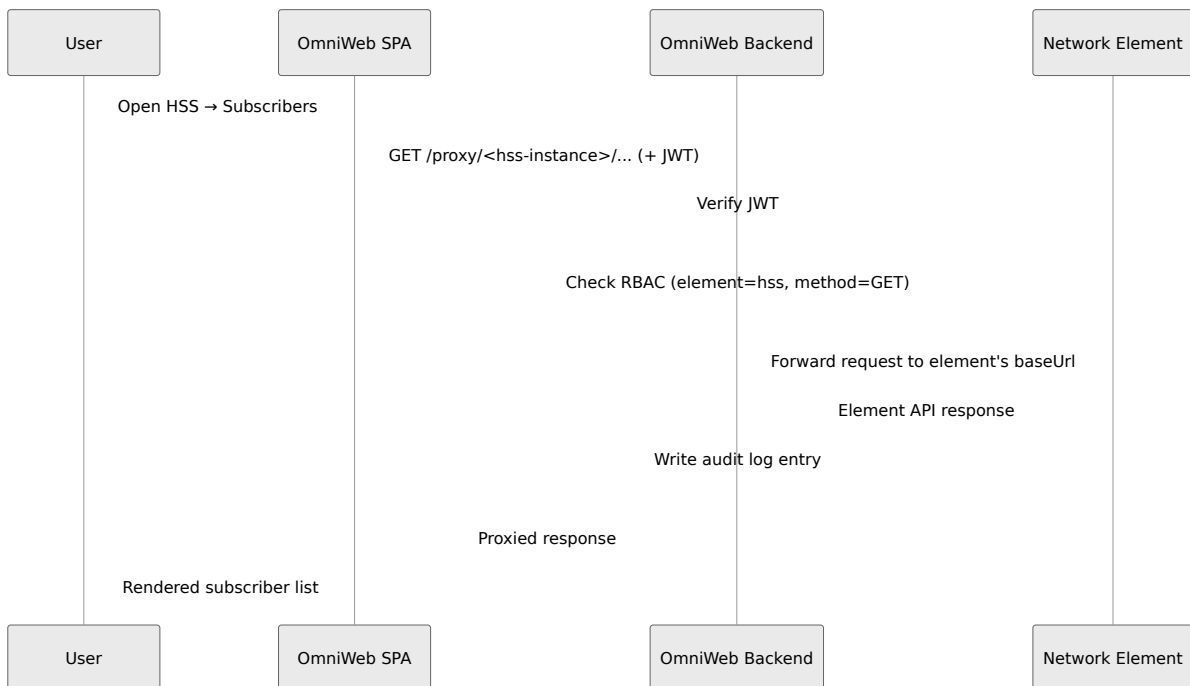 User
OmniWeb SPA
OmniWeb Backend
Network Element
Open HSS → Subscribers
GET /proxy/<hss-instance>/... (+ JWT)
Verify JWT
Check RBAC (element=hss, method=GET)
Forward request to element's baseUrl
Element API response
Write audit log entry
Proxied response
Rendered subscriber list
User
OmniWeb SPA
OmniWeb Backend
Network Element